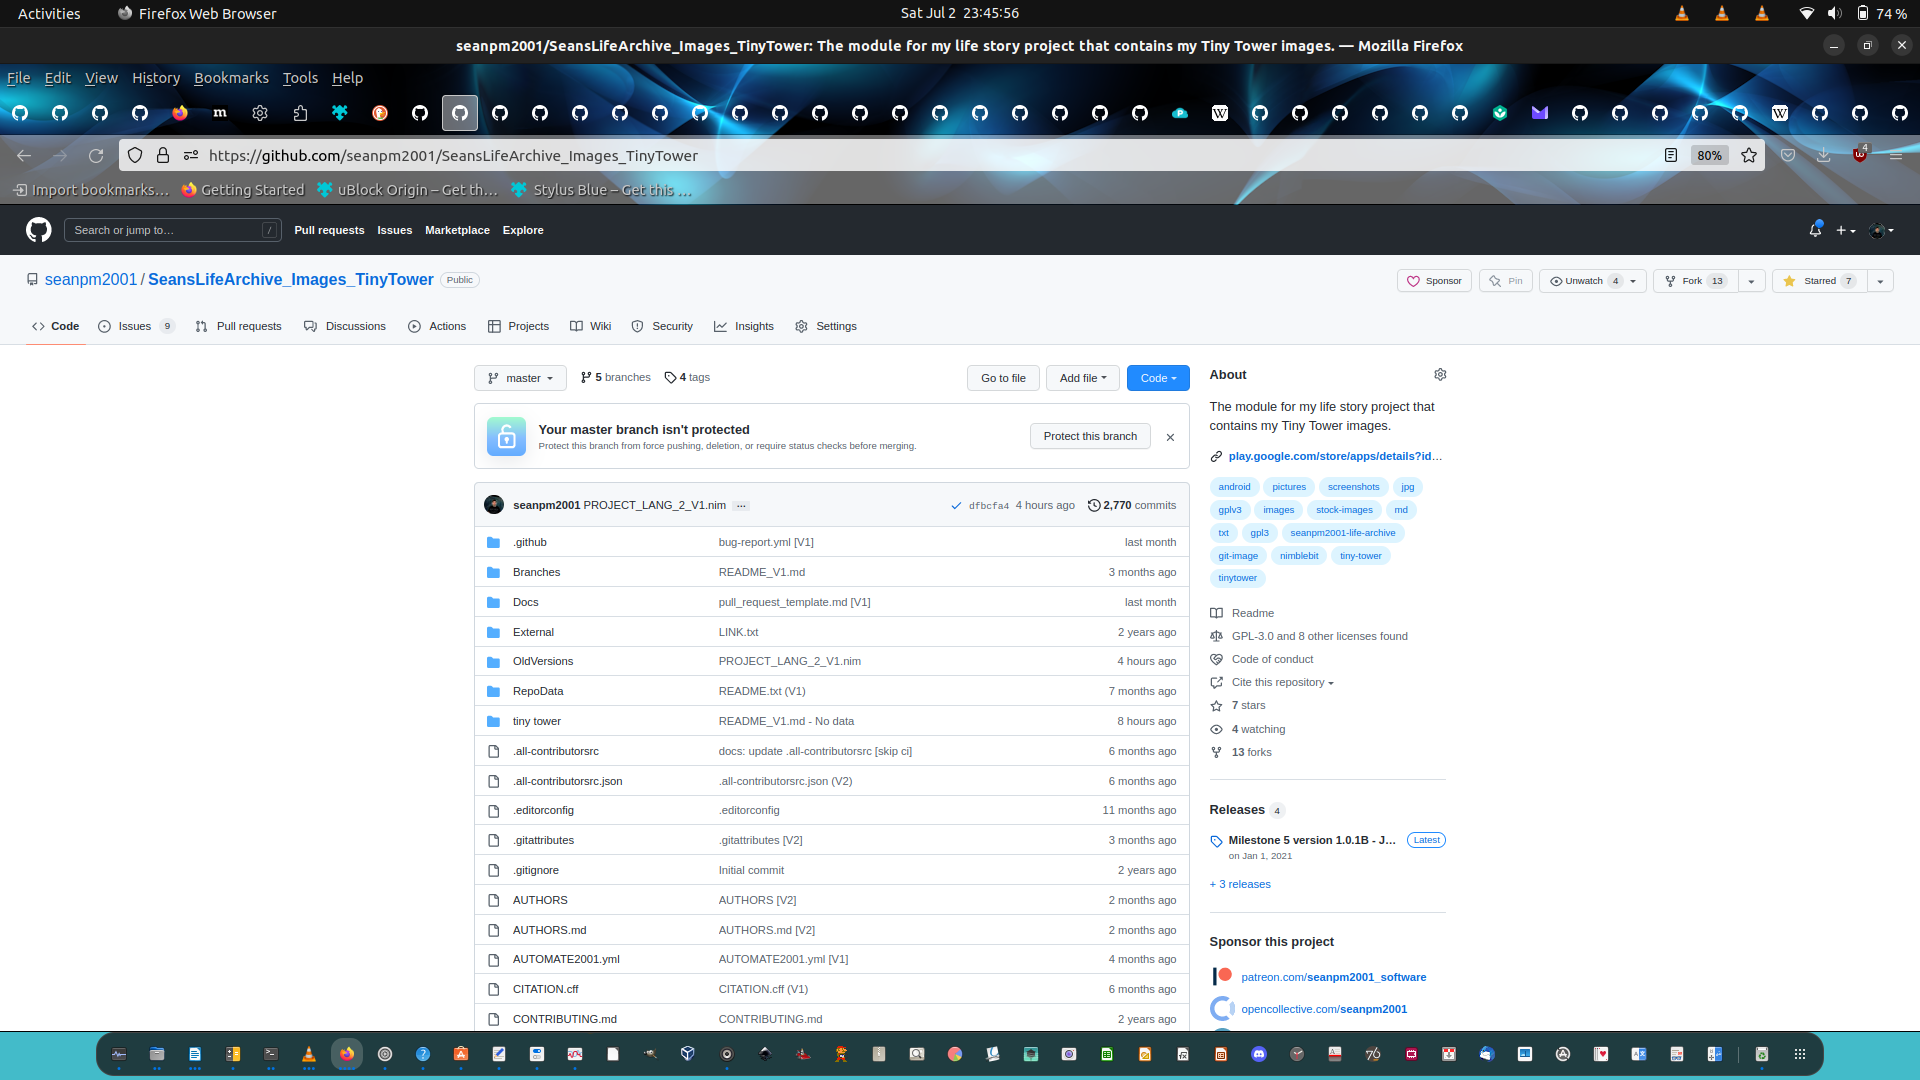 Activities Firefox Web Browser Sat Jul 2 23:45:56 74 %
seanpm2001/SeansLifeArchive_Images_TinyTower: The module for my life story project that contains my Tiny Tower images. — Mozilla Firefox
File Edit View History Bookmarks Tools Help
https://github.com/seanpm2001/SeansLifeArchive_Images_TinyTower 80% 4
Import bookmarks… Getting Started uBlock Origin – Get th… Stylus Blue – Get this …
Search or jump to… / Pull requests Issues Marketplace Explore
seanpm2001 / SeansLifeArchive_Images_TinyTower Public Sponsor Pin Unwatch 4 Fork 13 Starred 7
Code Issues 9 Pull requests Discussions Actions Projects Wiki Security Insights Settings
master 5 branches 4 tags Go to file Add file Code
Your master branch isn't protected
Protect this branch from force pushing, deletion, or require status checks before merging.
Protect this branch
seanpm2001 PROJECT_LANG_2_V1.nim … dfbcfa4 4 hours ago 2,770 commits
.github bug-report.yml [V1] last month
Branches README_V1.md 3 months ago
Docs pull_request_template.md [V1] last month
External LINK.txt 2 years ago
OldVersions PROJECT_LANG_2_V1.nim 4 hours ago
RepoData README.txt (V1) 7 months ago
tiny tower README_V1.md - No data 8 hours ago
.all-contributorsrc docs: update .all-contributorsrc [skip ci] 6 months ago
.all-contributorsrc.json .all-contributorsrc.json (V2) 6 months ago
.editorconfig .editorconfig 11 months ago
.gitattributes .gitattributes [V2] 3 months ago
.gitignore Initial commit 2 years ago
AUTHORS AUTHORS [V2] 2 months ago
AUTHORS.md AUTHORS.md [V2] 2 months ago
AUTOMATE2001.yml AUTOMATE2001.yml [V1] 4 months ago
CITATION.cff CITATION.cff (V1) 6 months ago
CONTRIBUTING.md CONTRIBUTING.md 2 years ago
About
The module for my life story project that
contains my Tiny Tower images.
play.google.com/store/apps/details?id…
android pictures screenshots jpg
gplv3 images stock-images md
txt gpl3 seanpm2001-life-archive
git-image nimblebit tiny-tower
tinytower
Readme
GPL-3.0 and 8 other licenses found
Code of conduct
Cite this repository
7 stars
4 watching
13 forks
Releases 4
Milestone 5 version 1.0.1B - J… Latest
on Jan 1, 2021
+ 3 releases
Sponsor this project
patreon.com/seanpm2001_software
opencollective.com/seanpm2001